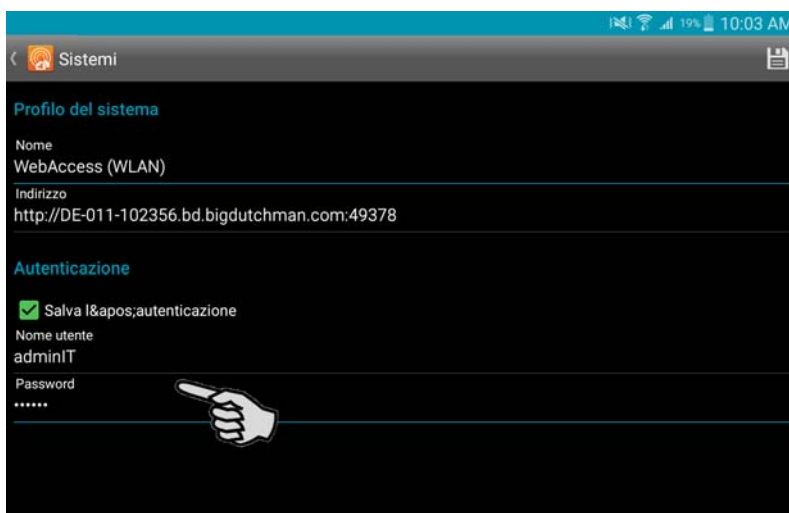 19% 10:03 AM
Sistemi
Profilo del sistema
Nome
WebAccess (WLAN)
Indirizzo
http://DE-011-102356.bd.bigdutchman.com:49378
Autenticazione
Salva l&apos;autenticazione
Nome utente
adminIT
Password
••••••